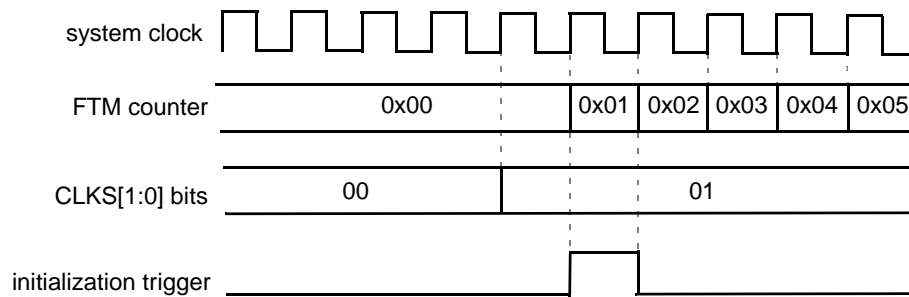 system clock
FTM counter 0x00 0x01 0x02 0x03 0x04 0x05
CLKS[1:0] bits 00 01
initialization trigger